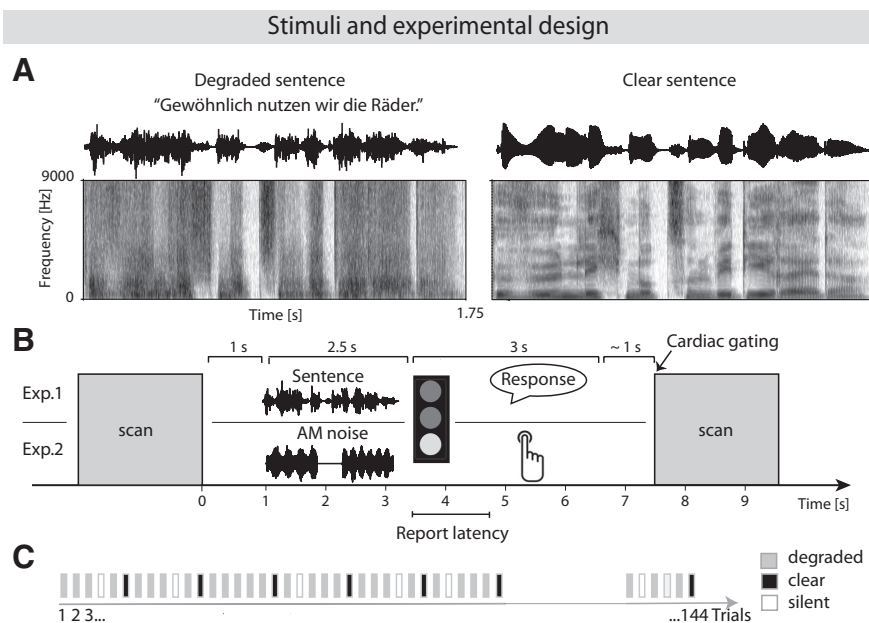 Stimuli and experimental design
A
Degraded sentence
“Gewöhnlich nutzen wir die Räder.”
Clear sentence
9000
Frequency [Hz]
0
Time [s]
1.75
B
1 s
2.5 s
3 s
~ 1 s
Cardiac gating
Exp.1
Exp.2
scan
Sentence
AM noise
Response
scan
0 1 2 3 4 5 6 7 8 9
Time [s]
Report latency
C
degraded
clear
silent
1 2 3...
...144 Trials